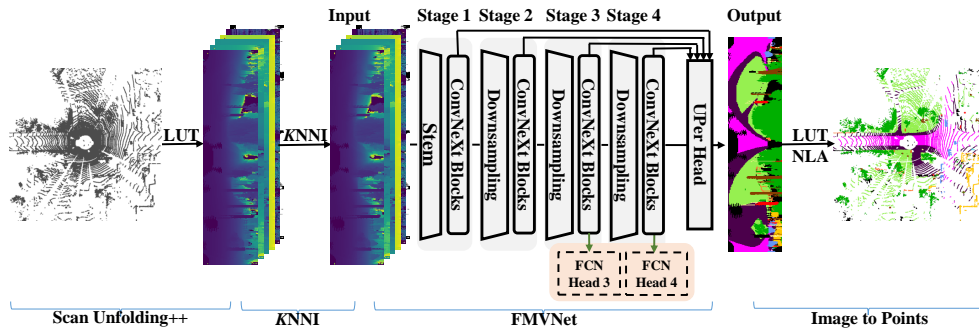 Input
Stage 1
Stage 2
Stage 3
Stage 4
Output
LUT
KNNI
Stem
ConvNeXt Blocks
Downsampling
ConvNeXt Blocks
Downsampling
ConvNeXt Blocks
Downsampling
ConvNeXt Blocks
UPer Head
LUT
NLA
FCN
Head 3
FCN
Head 4
Scan Unfolding++
KNNI
FMVNet
Image to Points